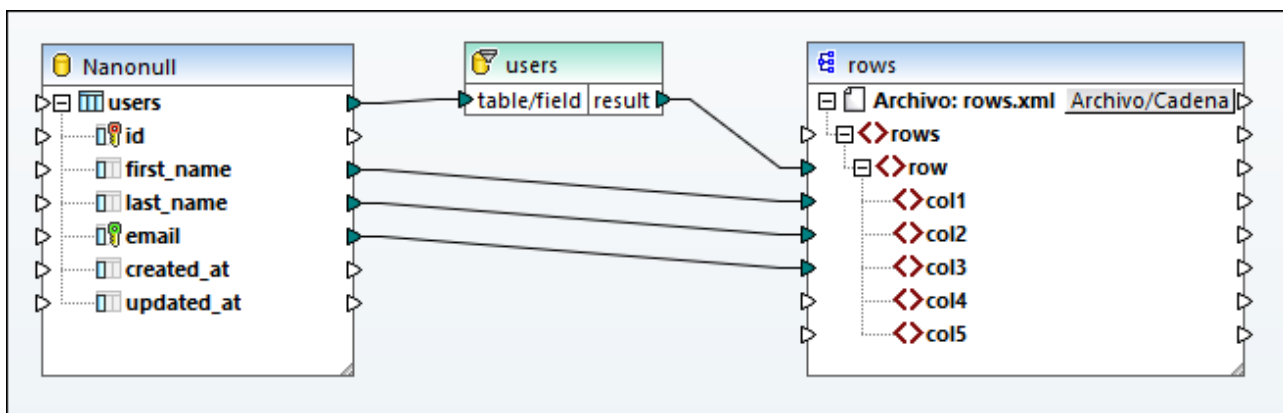 Nanonull
users
id
first_name
last_name
email
created_at
updated_at
users
table/field result
rows
Archivo: rows.xml Archivo/Cadena
rows
row
col1
col2
col3
col4
col5